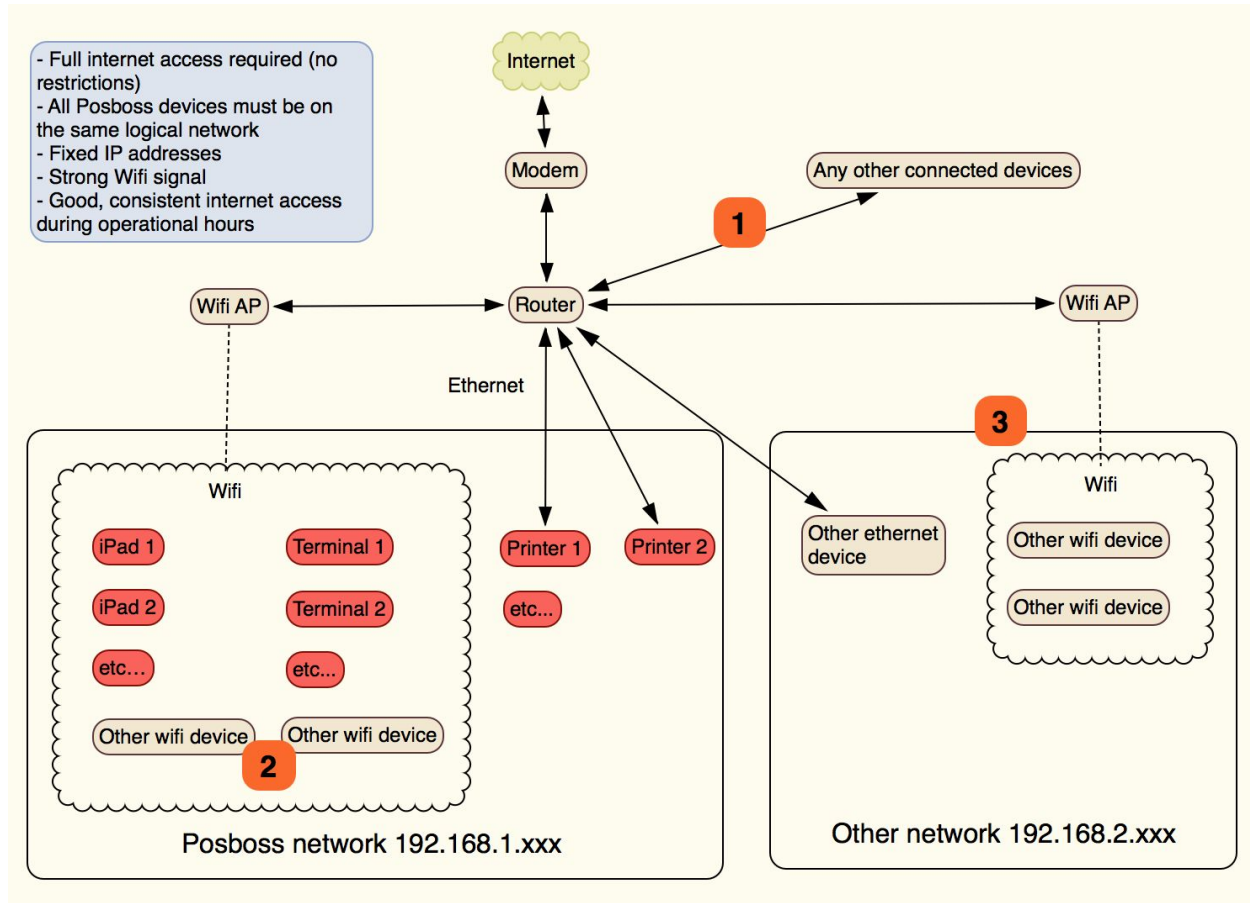 - Full internet access required (no
restrictions)
- All Posboss devices must be on
the same logical network
- Fixed IP addresses
- Strong Wifi signal
- Good, consistent internet access
during operational hours
Internet
Modem
Any other connected devices
1
Wifi AP
Router
Wifi AP
Ethernet
3
Wifi
iPad 1
Terminal 1
iPad 2
Terminal 2
etc…
etc...
Other wifi device
Other wifi device
2
Printer 1
Printer 2
etc...
Posboss network 192.168.1.xxx
Other ethernet
device
Wifi
Other wifi device
Other wifi device
Other network 192.168.2.xxx